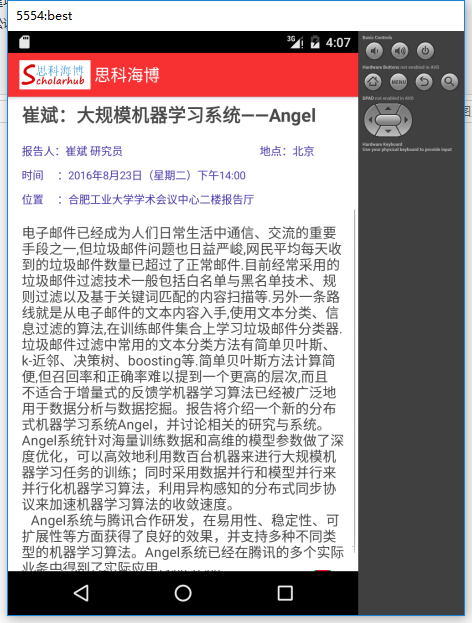 5554:best
3G 4:07
思科海博
Scholarhub
思科海博
崔斌：大规模机器学习系统——Angel
报告人：崔斌 研究员 地点：北京
时间 ：2016年8月23日（星期二）下午14:00
位置 ：合肥工业大学学术会议中心二楼报告厅
电子邮件已经成为人们日常生活中通信、交流的重要
手段之一,但垃圾邮件问题也日益严峻,网民平均每天收
到的垃圾邮件数量已超过了正常邮件.目前经常采用的
垃圾邮件过滤技术一般包括白名单与黑名单技术、规
则过滤以及基于关键词匹配的内容扫描等.另外一条路
线就是从电子邮件的文本内容入手,使用文本分类、信
息过滤的算法,在训练邮件集合上学习垃圾邮件分类器.
垃圾邮件过滤中常用的文本分类方法有简单贝叶斯、
k-近邻、决策树、boosting等.简单贝叶斯方法计算简
便,但召回率和正确率难以提到一个更高的层次,而且
不适合于增量式的反馈学机器学习算法已经被广泛地
用于数据分析与数据挖掘。报告将介绍一个新的分布
式机器学习系统Angel，并讨论相关的研究与系统。
Angel系统针对海量训练数据和高维的模型参数做了深
度优化，可以高效地利用数百台机器来进行大规模机
器学习任务的训练；同时采用数据并行和模型并行来
并行化机器学习算法，利用异构感知的分布式同步协
议来加速机器学习算法的收敛速度。
Angel系统与腾讯合作研发，在易用性、稳定性、可
扩展性等方面获得了良好的效果，并支持多种不同类
型的机器学习算法。Angel系统已经在腾讯的多个实际
业务中得到了实际应用
Basic Controls
Hardware Buttons not enabled in AVD
MENU
DPAD not enabled in AVD
Hardware Keyboard
Use your physical keyboard to provide input